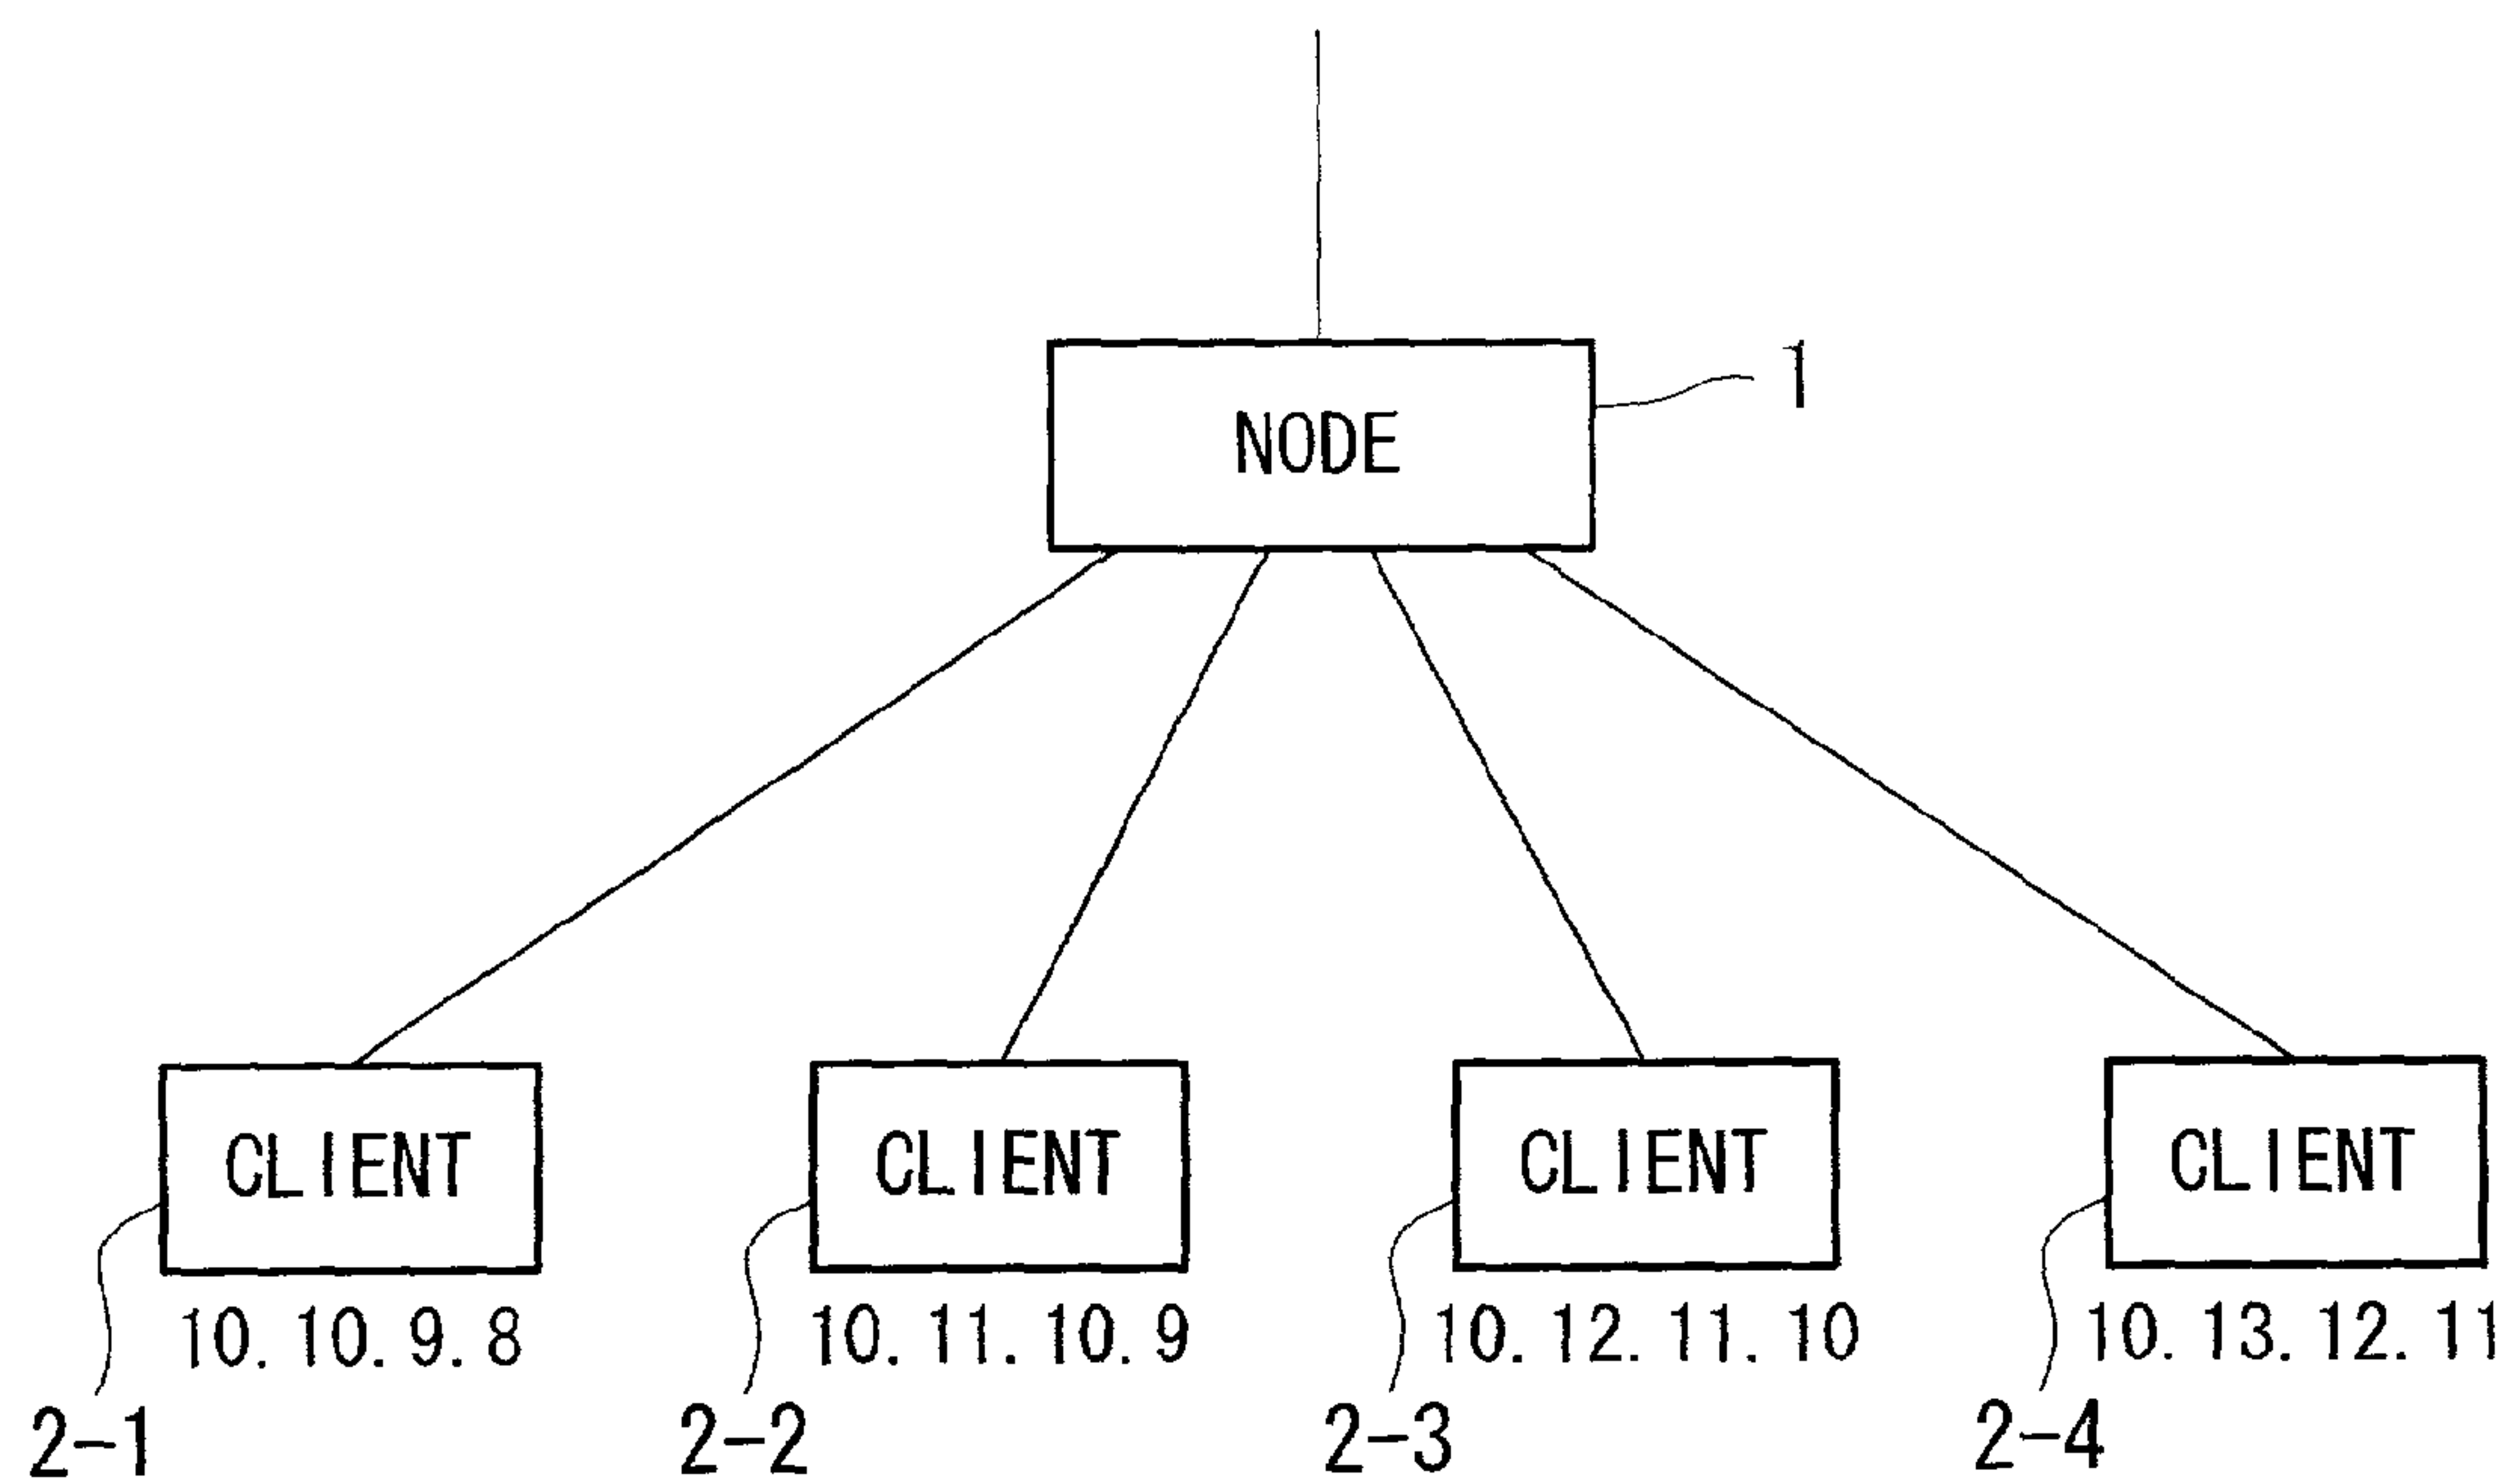 1
NODE
CLIENT CLIENT CLIENT CLIENT
10. 10. 9. 8 10. 11. 10. 9 10. 12. 11. 10 10. 13. 12. 11
2-1 2-2 2-3 2-4